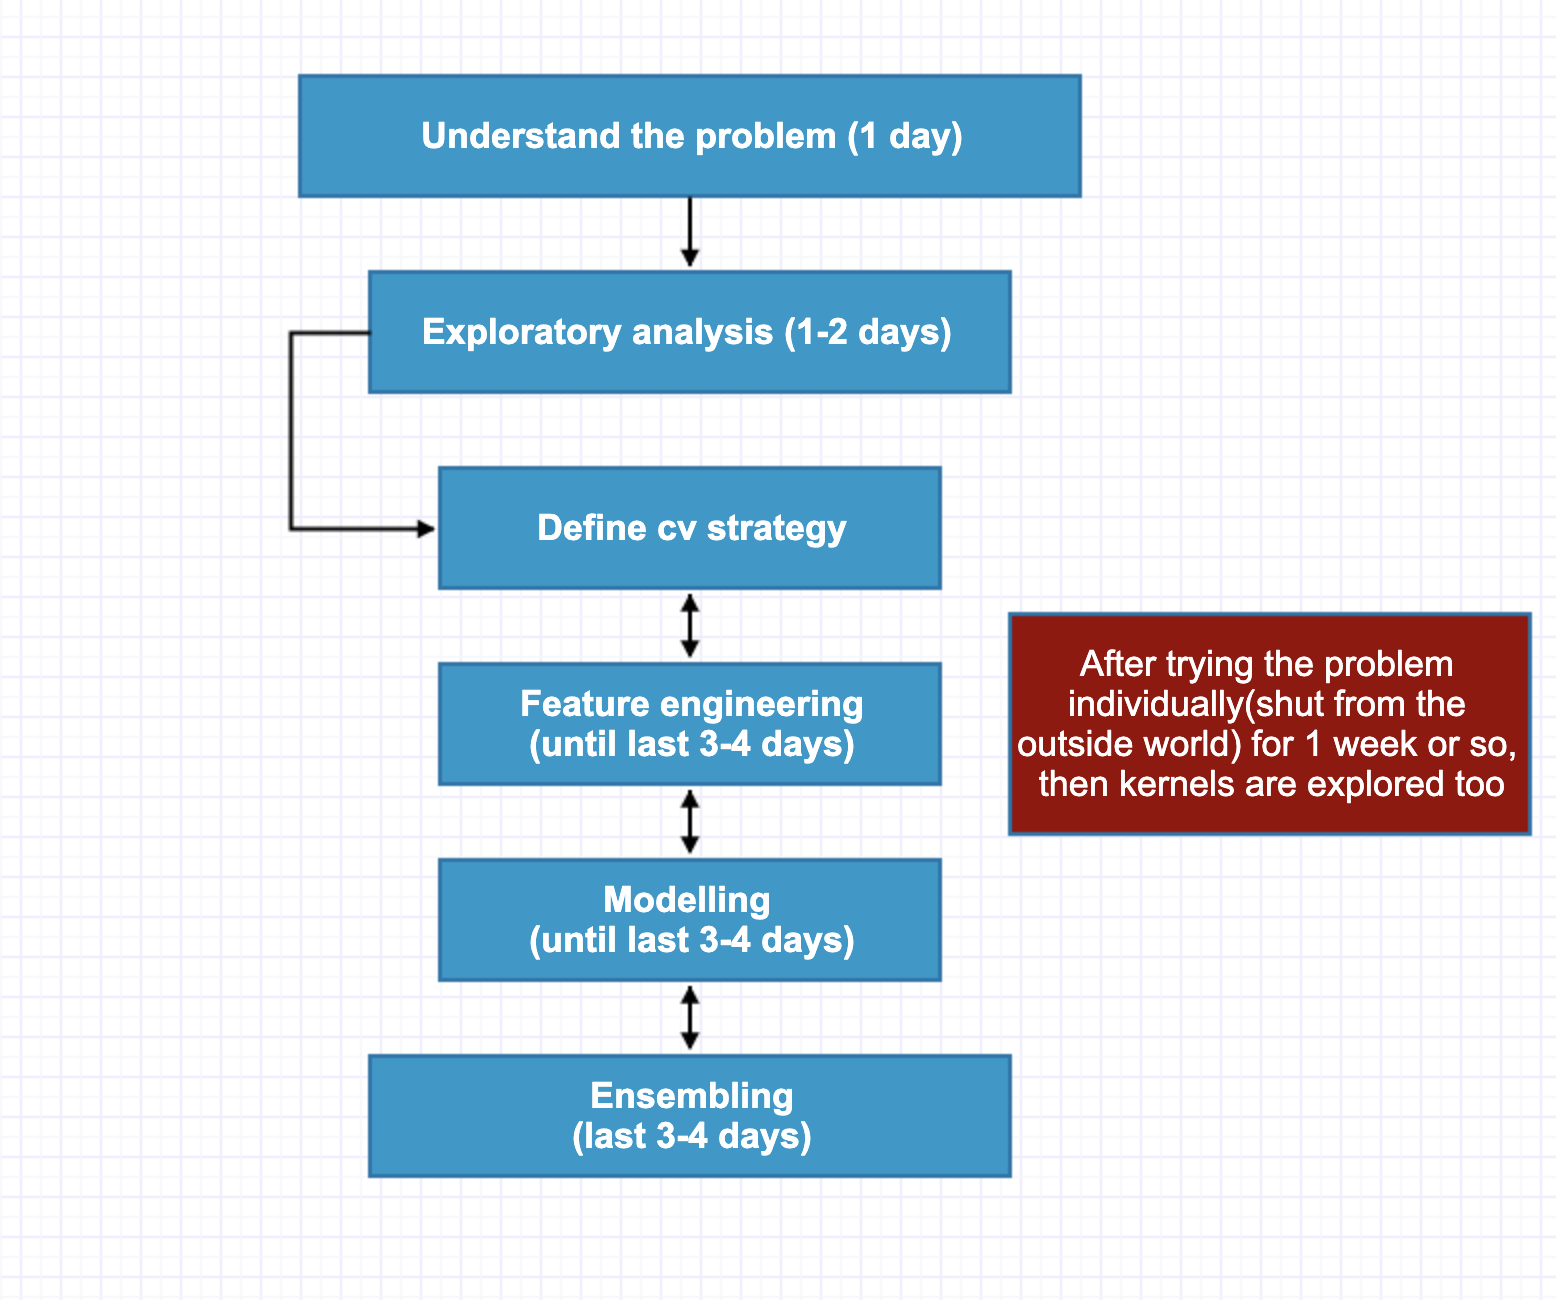 Understand the problem (1 day)
Exploratory analysis (1-2 days)
Define cv strategy
Feature engineering
(until last 3-4 days)
After trying the problem
individually(shut from the
outside world) for 1 week or so,
then kernels are explored too
Modelling
(until last 3-4 days)
Ensembling
(last 3-4 days)